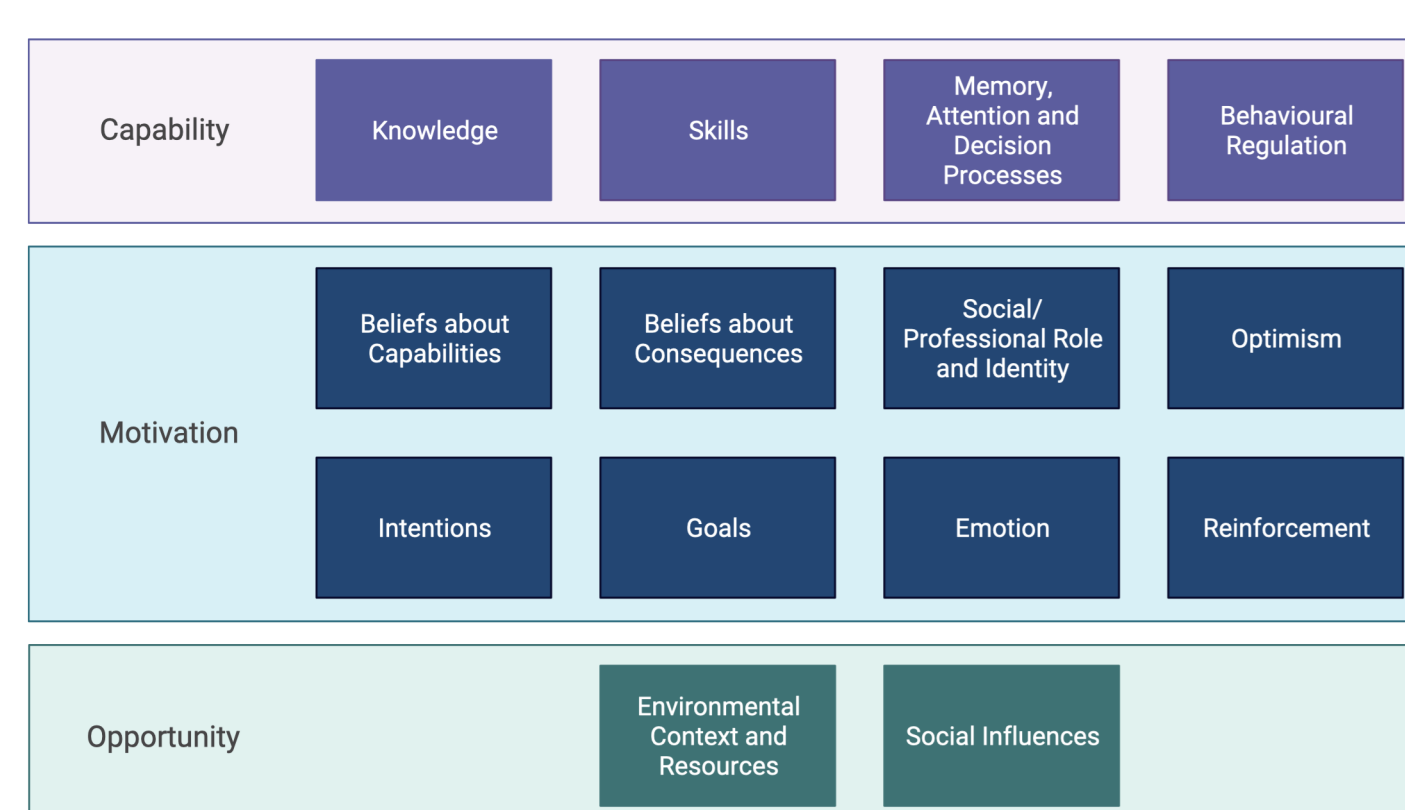 Capability
Knowledge
Skills
Memory,
Attention and
Decision
Processes
Behavioural
Regulation
Motivation
Beliefs about
Capabilities
Beliefs about
Consequences
Social/
Professional Role
and Identity
Optimism
Intentions
Goals
Emotion
Reinforcement
Opportunity
Environmental
Context and
Resources
Social Influences